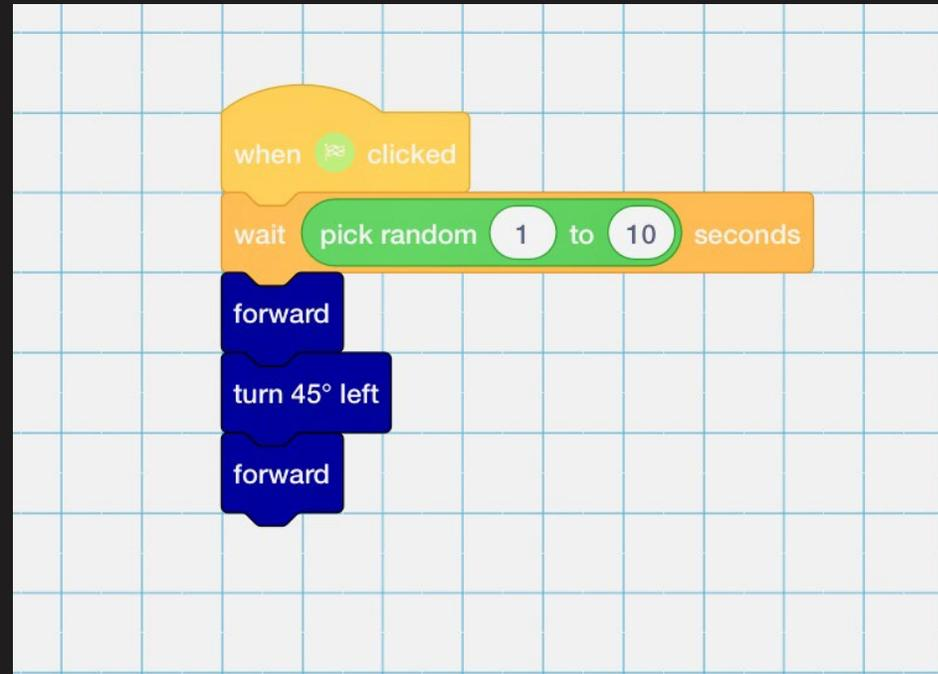 when clicked
wait pick random 1 to 10 seconds
forward
turn 45° left
forward